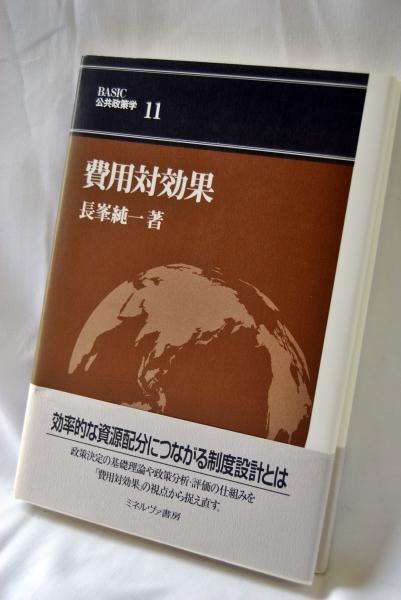 BASIC
公共政策学 11
費用対効果
長峯純一 著
効率的な資源配分につながる制度設計とは
政策決定の基礎理論や政策分析・評価の仕組みを
「費用対効果」の視点から捉え直す。
ミネルヴァ書房